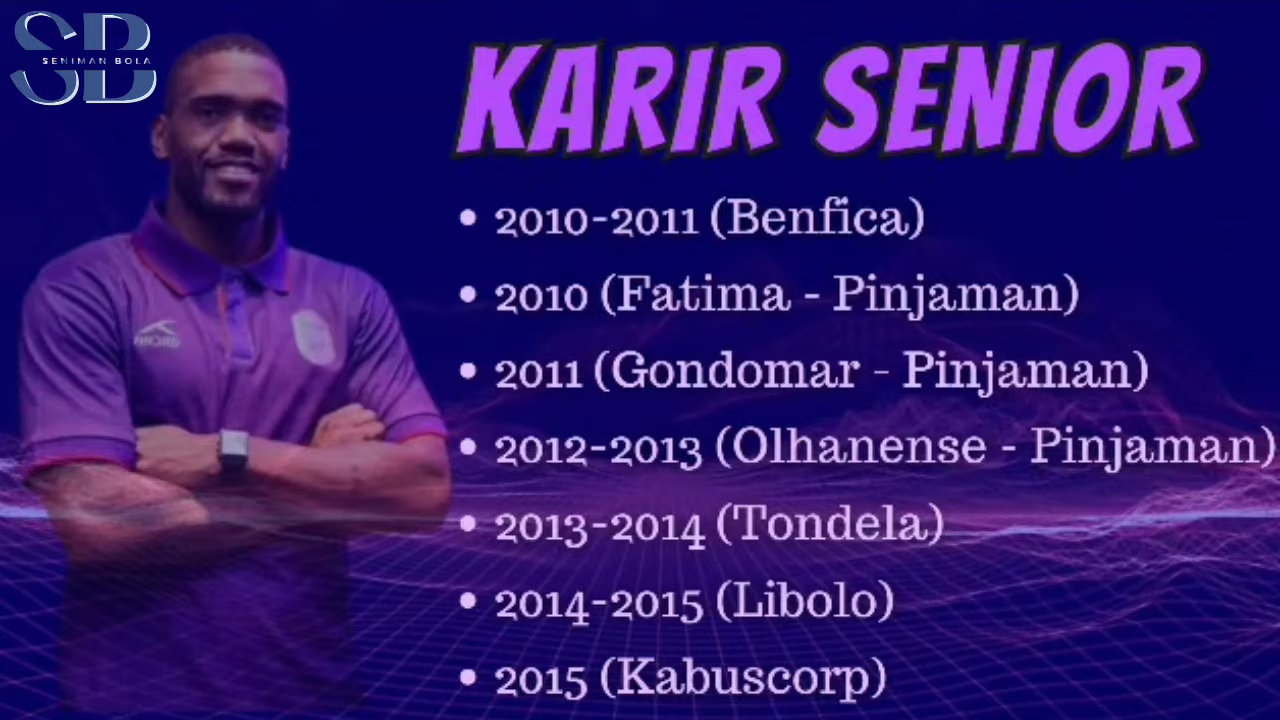 SB
SENIMAN BOLA
KARIR SENIOR
• 2010-2011 (Benfica)
• 2010 (Fatima - Pinjaman)
• 2011 (Gondomar - Pinjaman)
• 2012-2013 (Olhanense - Pinjaman)
• 2013-2014 (Tondela)
• 2014-2015 (Libolo)
• 2015 (Kabuscorp)